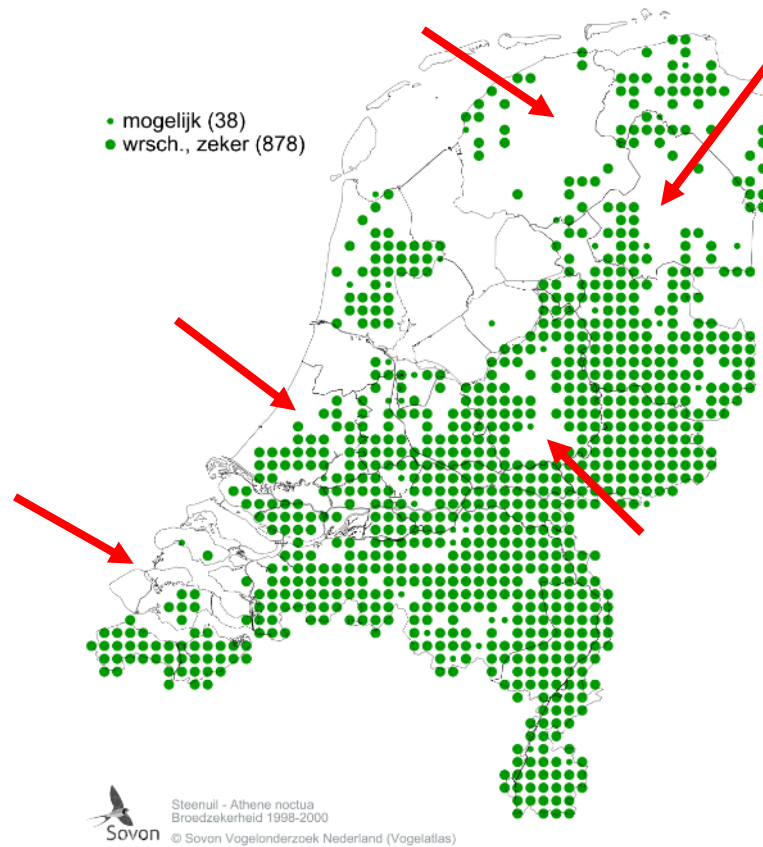 mogelijk (38)
wrsch., zeker (878)
Steenuil - Athene noctua
Broedzekerheid 1998-2000
Sovon
© Sovon Vogelonderzoek Nederland (Vogelatlas)